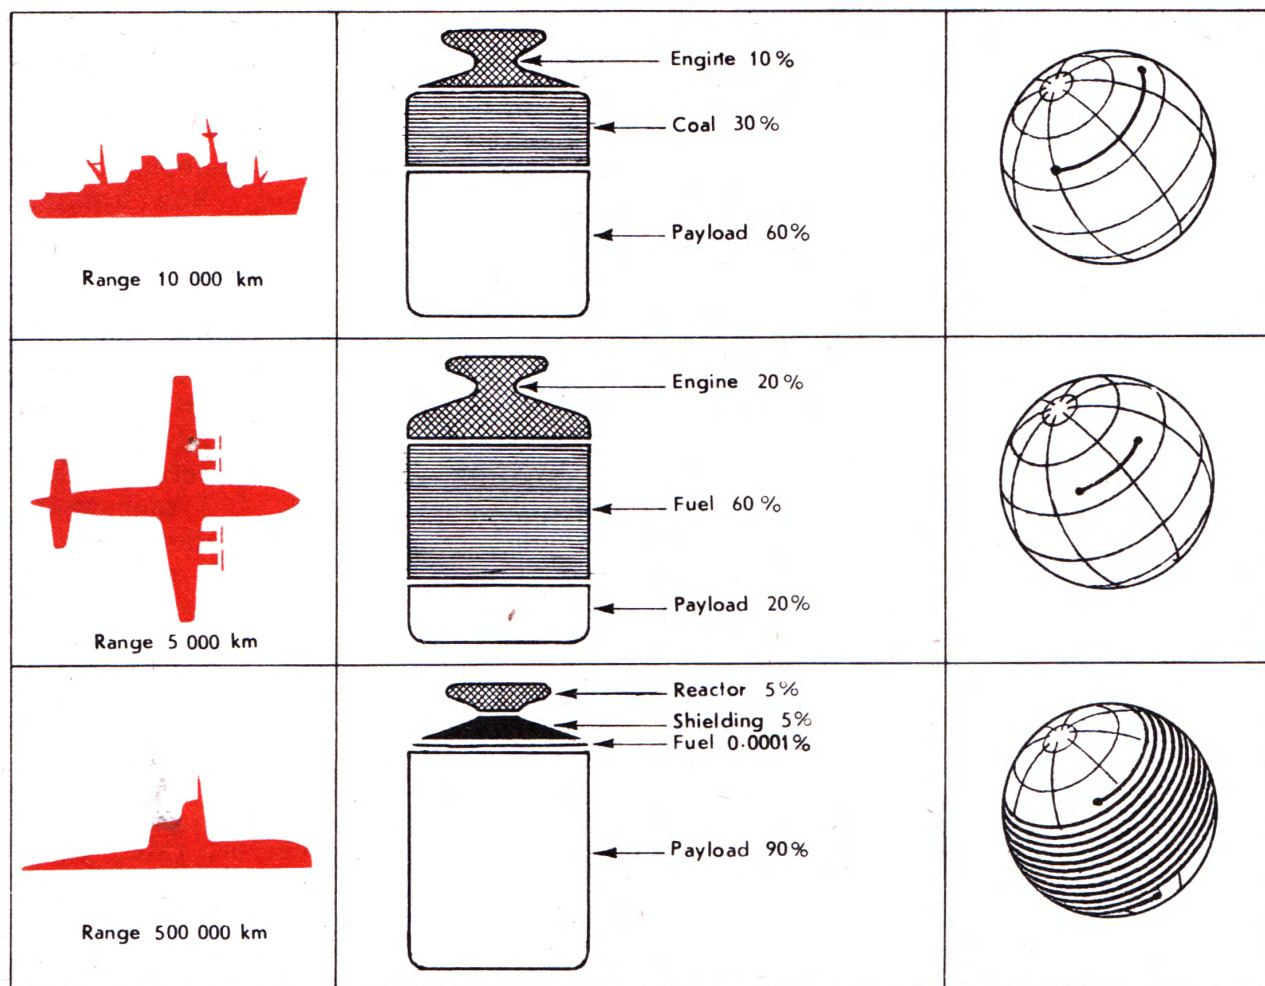 Engine 10%
Coal 30%
Payload 60%
Range 10 000 km
Engine 20%
Fuel 60%
Payload 20%
Range 5 000 km
Reactor 5%
Shielding 5%
Fuel 0.0001%
Payload 90%
Range 500 000 km